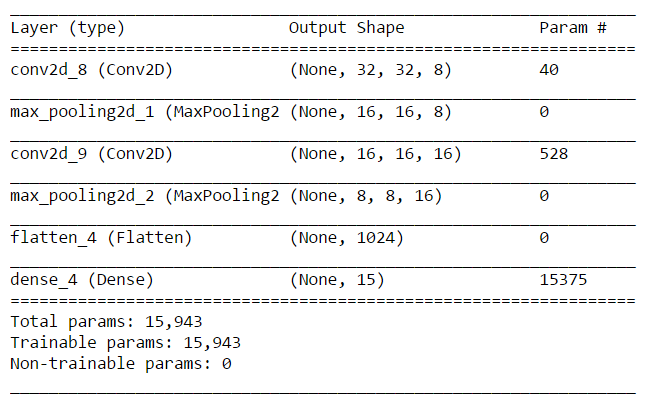 Layer (type) Output Shape Param #
=================================================================
conv2d_8 (Conv2D) (None, 32, 32, 8) 40
_________________________________________________________________
max_pooling2d_1 (MaxPooling2 (None, 16, 16, 8) 0
_________________________________________________________________
conv2d_9 (Conv2D) (None, 16, 16, 16) 528
_________________________________________________________________
max_pooling2d_2 (MaxPooling2 (None, 8, 8, 16) 0
_________________________________________________________________
flatten_4 (Flatten) (None, 1024) 0
_________________________________________________________________
dense_4 (Dense) (None, 15) 15375
=================================================================
Total params: 15,943
Trainable params: 15,943
Non-trainable params: 0
_________________________________________________________________